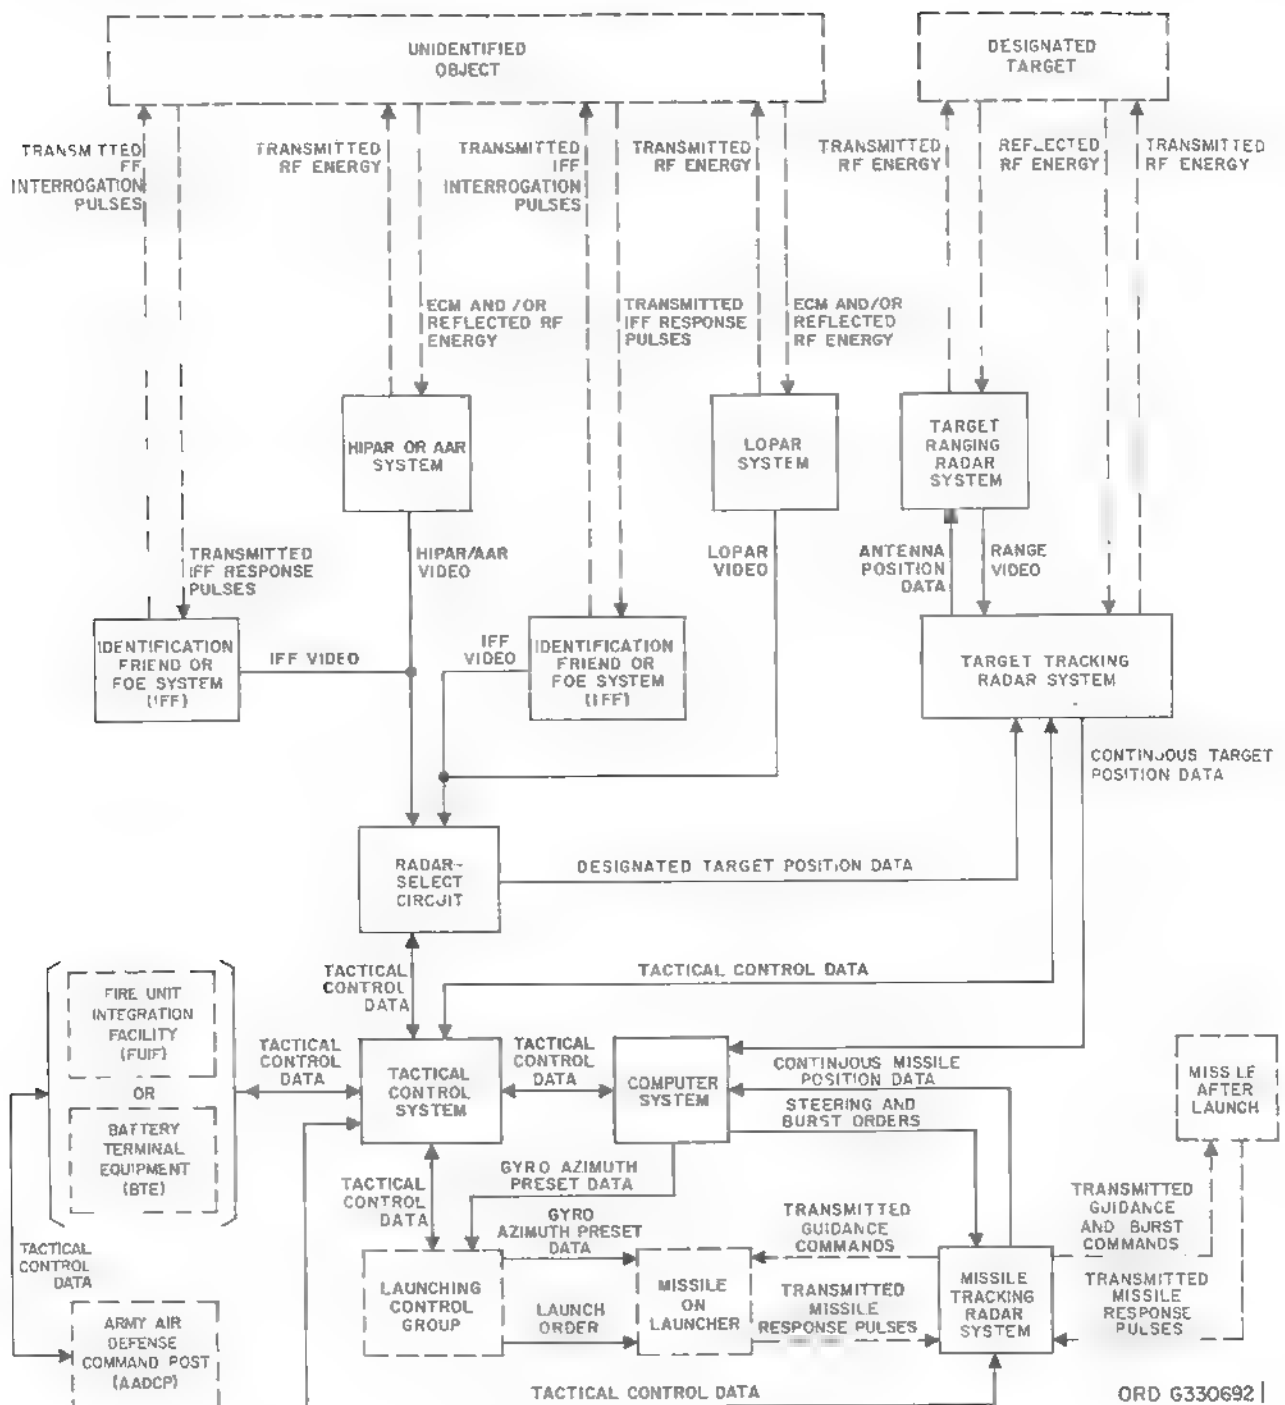 UNIDENTIFIED
OBJECT
DESIGNATED
TARGET
TRANSMITTED
FF
INTERROGATION
PULSES
TRANSMITTED
RF ENERGY
TRANSMITTED
IFF
INTERROGATION
PULSES
TRANSMITTED
RF ENERGY
TRANSMITTED
RF ENERGY
REFLECTED
RF ENERGY
TRANSMITTED
RF ENERGY
ECM AND/OR
REFLECTED RF
ENERGY
TRANSMITTED
IFF RESPONSE
PULSES
ECM AND/OR
REFLECTED
RF ENERGY
HIPAR OR AAR
SYSTEM
LOPAR
SYSTEM
TARGET
RANGING
RADAR
SYSTEM
TRANSMITTED
IFF RESPONSE
PULSES
HIPAR/AAR
VIDEO
LOPAR
VIDEO
ANTENNA
POSITION
DATA
RANGE
VIDEO
IDENTIFICATION
FRIEND OR
FOE SYSTEM
(IFF)
IFF VIDEO
IFF
VIDEO
IDENTIFICATION
FRIEND OR
FOE SYSTEM
(IFF)
TARGET TRACKING
RADAR SYSTEM
CONTINUOUS TARGET
POSITION DATA
RADAR-
SELECT
CIRCUIT
DESIGNATED TARGET POSITION DATA
TACTICAL
CONTROL
DATA
TACTICAL CONTROL DATA
FIRE UNIT
INTEGRATION
FACILITY
(FUIF)
OR
BATTERY
TERMINAL
EQUIPMENT
(BTE)
TACTICAL
CONTROL
DATA
TACTICAL
CONTROL
SYSTEM
TACTICAL
CONTROL
DATA
COMPUTER
SYSTEM
CONTINUOUS MISSILE
POSITION DATA
STEERING AND
BURST ORDERS
MISSILE
AFTER
LAUNCH
TACTICAL
CONTROL
DATA
GYRO AZIMUTH
PRESET DATA
GYRO
AZIMUTH PRESET
DATA
TRANSMITTED
GUIDANCE
COMMANDS
TRANSMITTED
GUIDANCE
AND BURST
COMMANDS
TACTICAL
CONTROL
DATA
LAUNCHING
CONTROL
GROUP
LAUNCH
ORDER
MISSILE
ON
LAUNCHER
TRANSMITTED
MISSILE
RESPONSE PULSES
MISSILE
TRACKING
RADAR
SYSTEM
TRANSMITTED
MISSILE
RESPONSE
PULSES
ARMY AIR
DEFENSE
COMMAND POST
(AADCP)
TACTICAL CONTROL DATA
ORD G330692